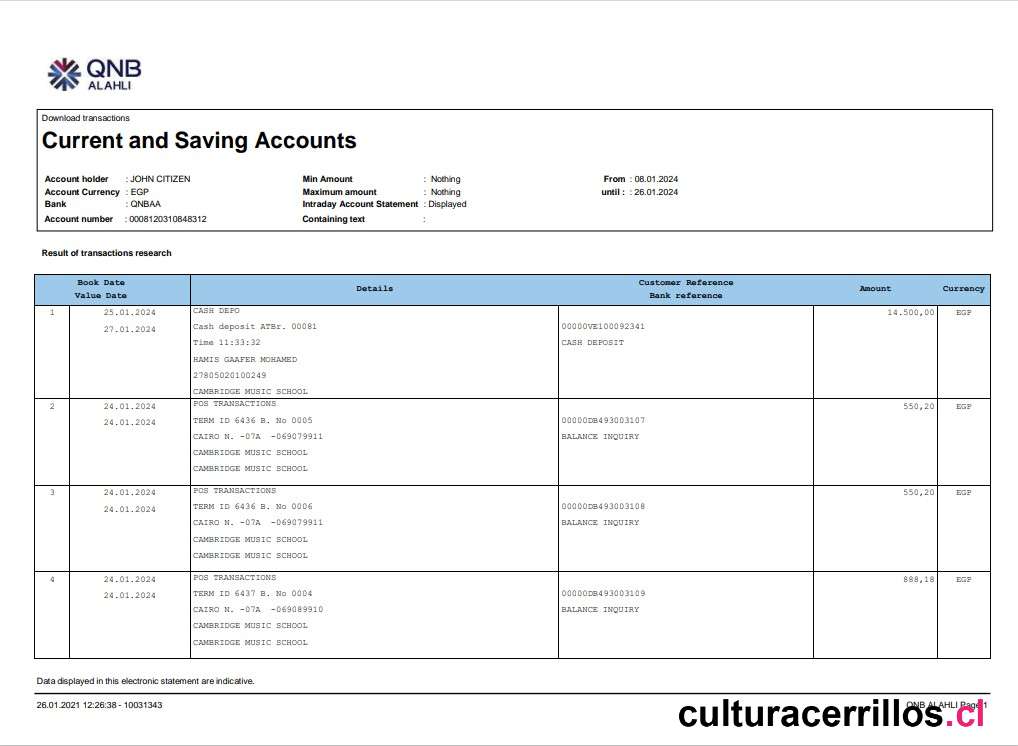 QNB
ALAHLI
Download transactions
Current and Saving Accounts
Account holder : JOHN CITIZEN Min Amount : Nothing From : 08.01.2024
Account Currency : EGP Maximum amount : Nothing until : : 26.01.2024
Bank : QNBAA Intraday Account Statement : Displayed
Account number : 0008120310848312 Containing text :
Result of transactions research
Book Date Customer Reference
Details Amount Currency
Value Date Bank reference
1 25.01.2024 CASH DEPO 14.500,00 EGP
27.01.2024 Cash deposit ATBr. 00081 00000VE100092341
Time 11:33:32 CASH DEPOSIT
HAMIS GAAFER MOHAMED
27805020100249
CAMBRIDGE MUSIC SCHOOL
2 24.01.2024 POS TRANSACTIONS 550,20 EGP
24.01.2024 TERM ID 6436 B. No 0005 00000DB493003107
CAIRO N. -07A -069079911 BALANCE INQUIRY
CAMBRIDGE MUSIC SCHOOL
CAMBRIDGE MUSIC SCHOOL
3 24.01.2024 POS TRANSACTIONS 550,20 EGP
24.01.2024 TERM ID 6436 B. No 0006 00000DB493003108
CAIRO N. -07A -069079911 BALANCE INQUIRY
CAMBRIDGE MUSIC SCHOOL
CAMBRIDGE MUSIC SCHOOL
4 24.01.2024 POS TRANSACTIONS 888,18 EGP
24.01.2024 TERM ID 6437 B. No 0004 00000DB493003109
CAIRO N. -07A -069089910 BALANCE INQUIRY
CAMBRIDGE MUSIC SCHOOL
CAMBRIDGE MUSIC SCHOOL
Data displayed in this electronic statement are indicative.
26.01.2021 12:26:38 - 10031343 QNB ALAHLI Page 1
culturacerrillos.cl